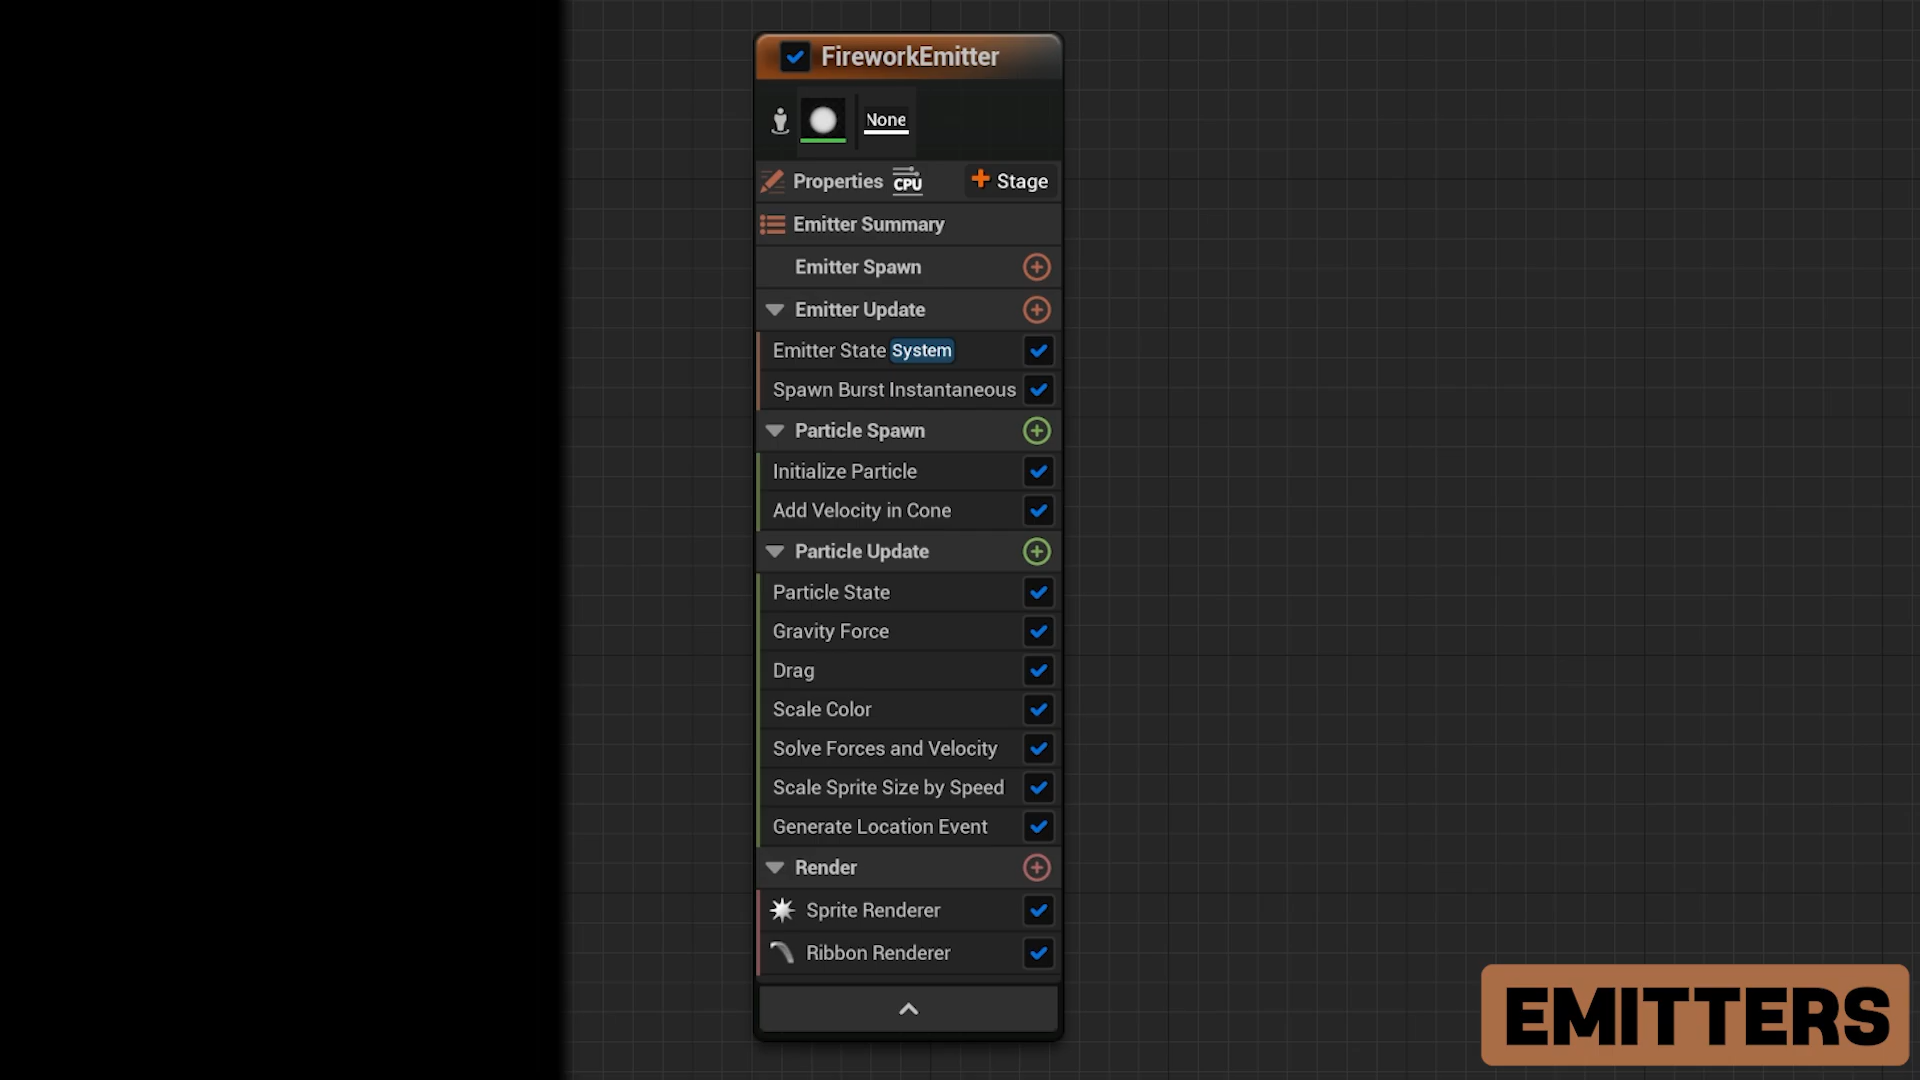 FireworkEmitter
None
Properties CPU Stage
Emitter Summary
Emitter Spawn
Emitter Update
Emitter State System
Spawn Burst Instantaneous
Particle Spawn
Initialize Particle
Add Velocity in Cone
Particle Update
Particle State
Gravity Force
Drag
Scale Color
Solve Forces and Velocity
Scale Sprite Size by Speed
Generate Location Event
Render
Sprite Renderer
Ribbon Renderer
EMITTERS